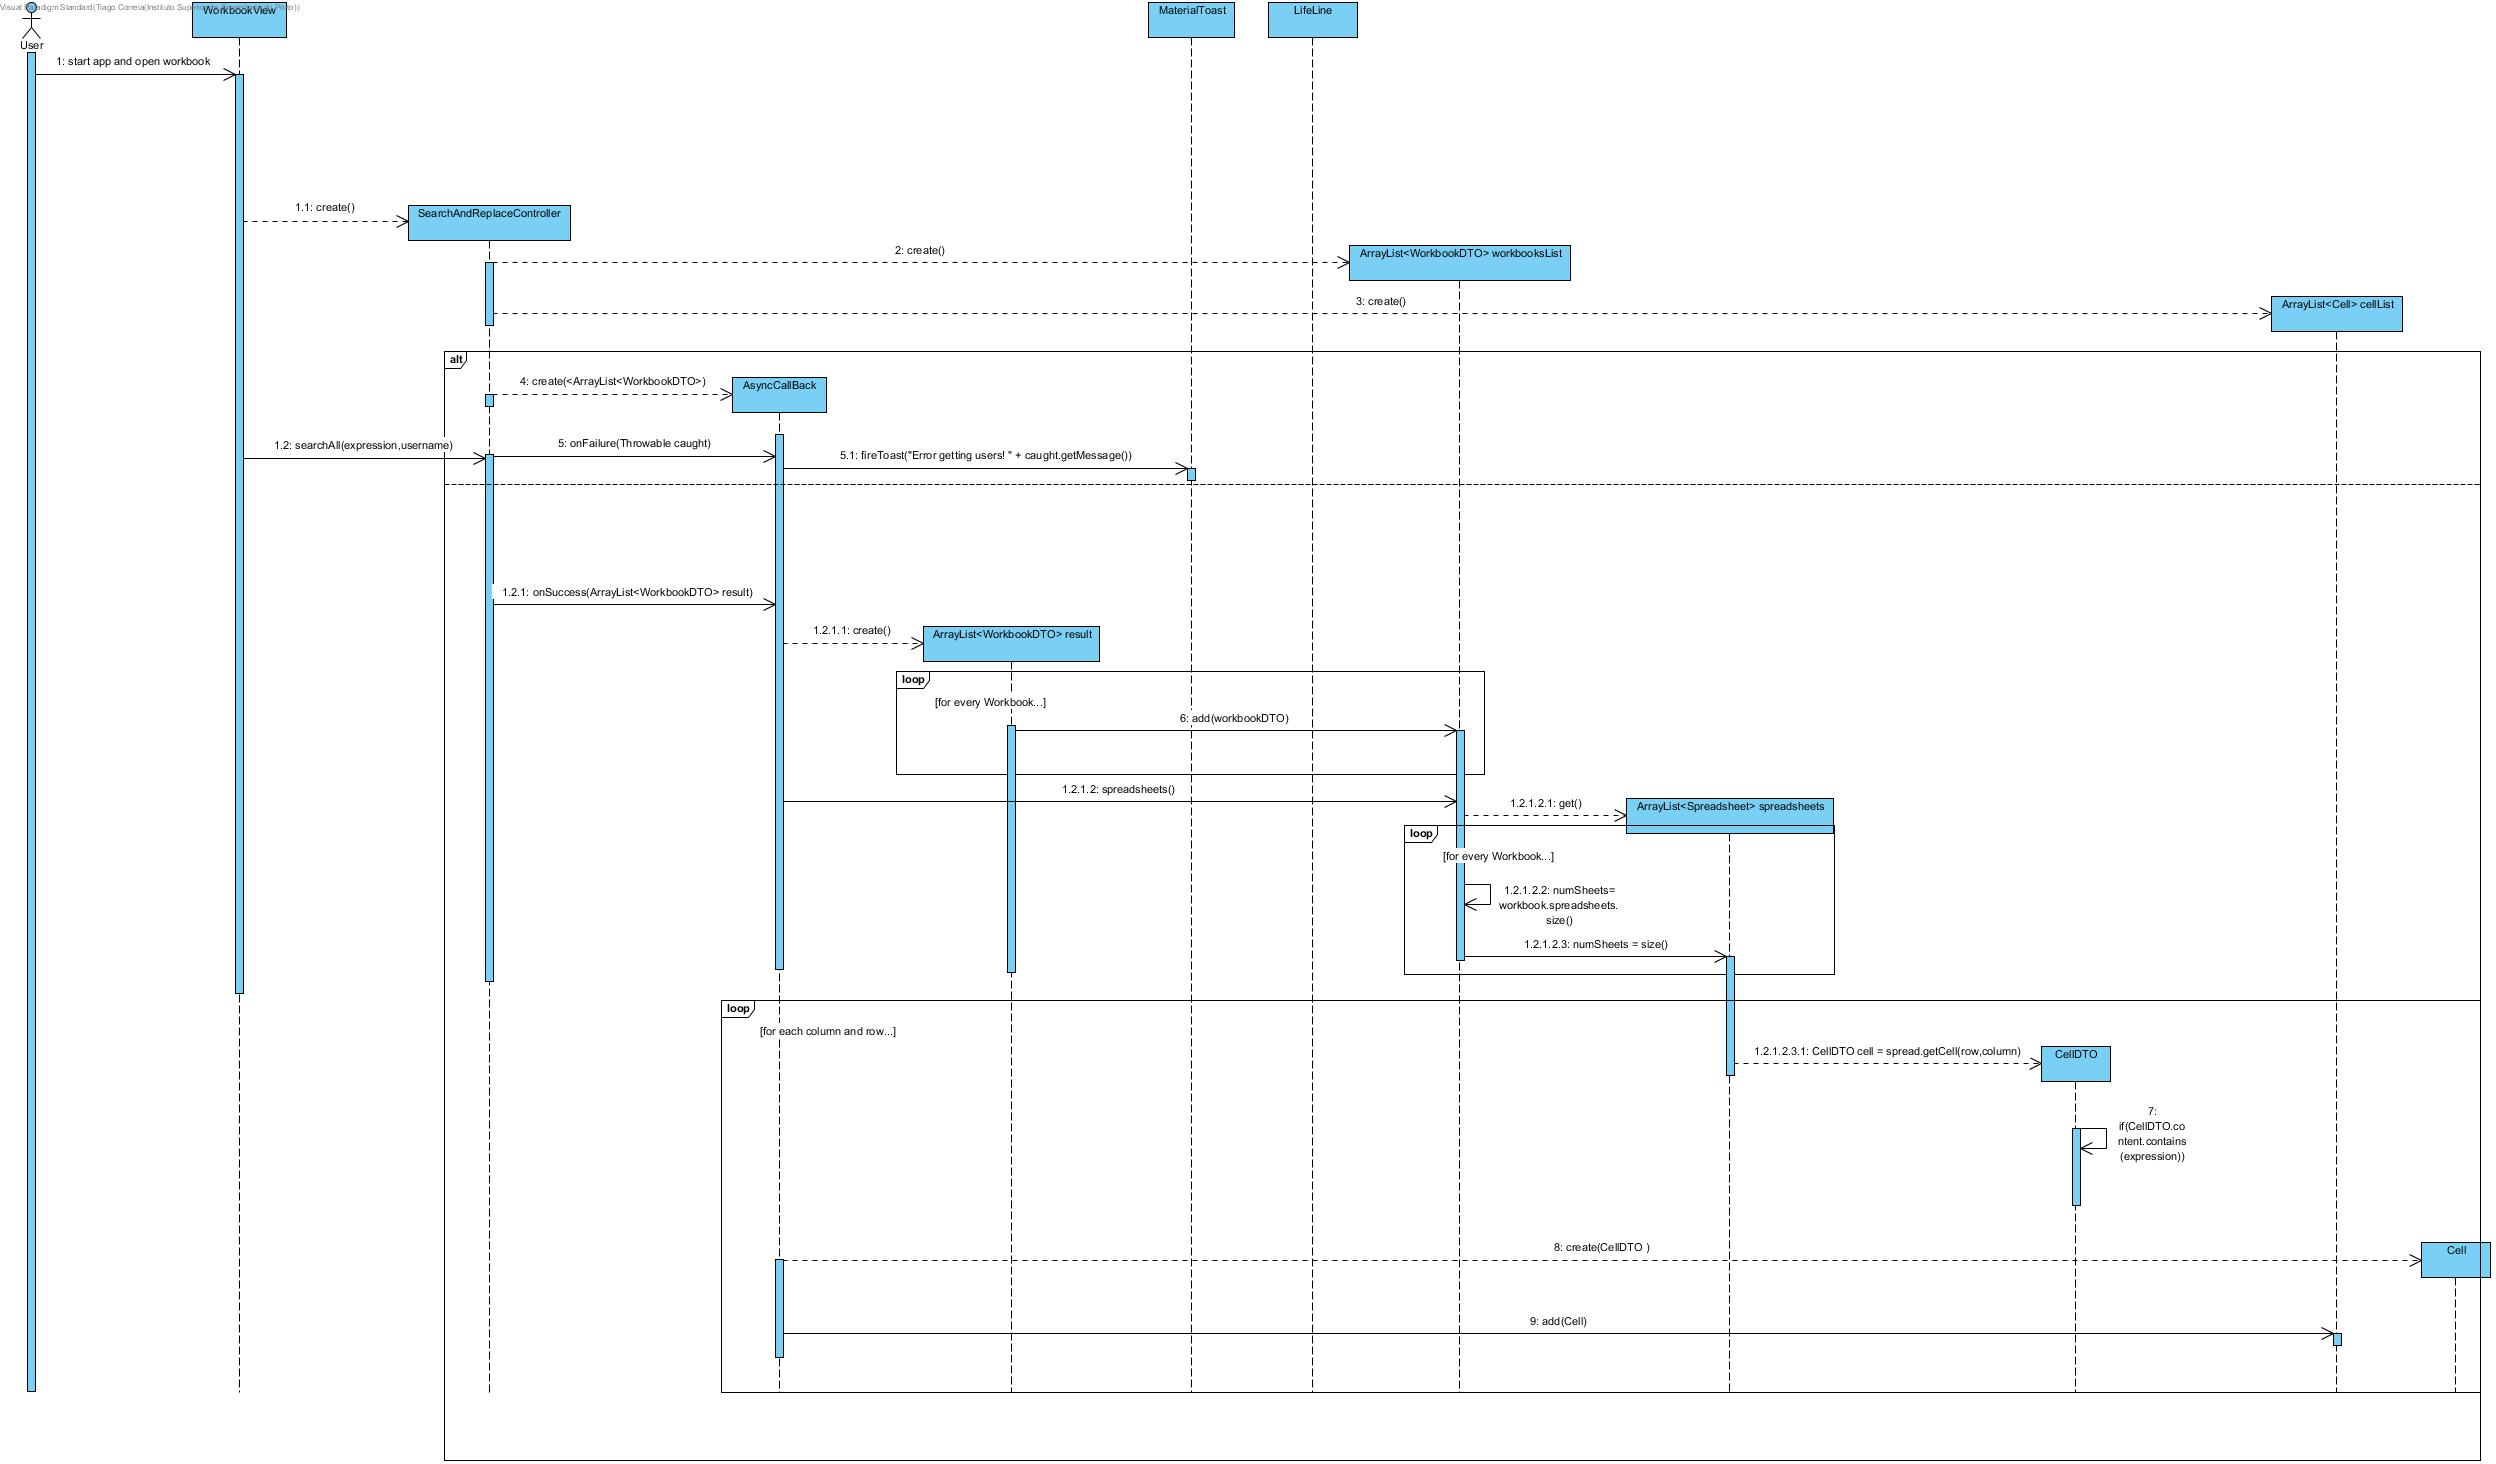 Visual Paradigm Standard(Tiago Correia(Instituto Superior de Engenharia do Porto))
WorkbookView
MaterialToast
LifeLine
User
1: start app and open workbook
1.1: create()
SearchAndReplaceController
2: create()
ArrayList<WorkbookDTO> workbooksList
3: create()
ArrayList<Cell> cellList
alt
4: create(<ArrayList<WorkbookDTO>)
AsyncCallBack
1.2: searchAll(expression,username)
5: onFailure(Throwable caught)
5.1: fireToast("Error getting users! " + caught.getMessage())
1.2.1: onSuccess(ArrayList<WorkbookDTO> result)
1.2.1.1: create()
ArrayList<WorkbookDTO> result
loop
[for every Workbook...]
6: add(workbookDTO)
1.2.1.2: spreadsheets()
1.2.1.2.1: get()
ArrayList<Spreadsheet> spreadsheets
loop
[for every Workbook...]
1.2.1.2.2: numSheets=
workbook.spreadsheets.
size()
1.2.1.2.3: numSheets = size()
loop
[for each column and row...]
1.2.1.2.3.1: CellDTO cell = spread.getCell(row,column)
CellDTO
7:
if(CellDTO.co
ntent.contains
(expression))
8: create(CellDTO )
Cell
9: add(Cell)